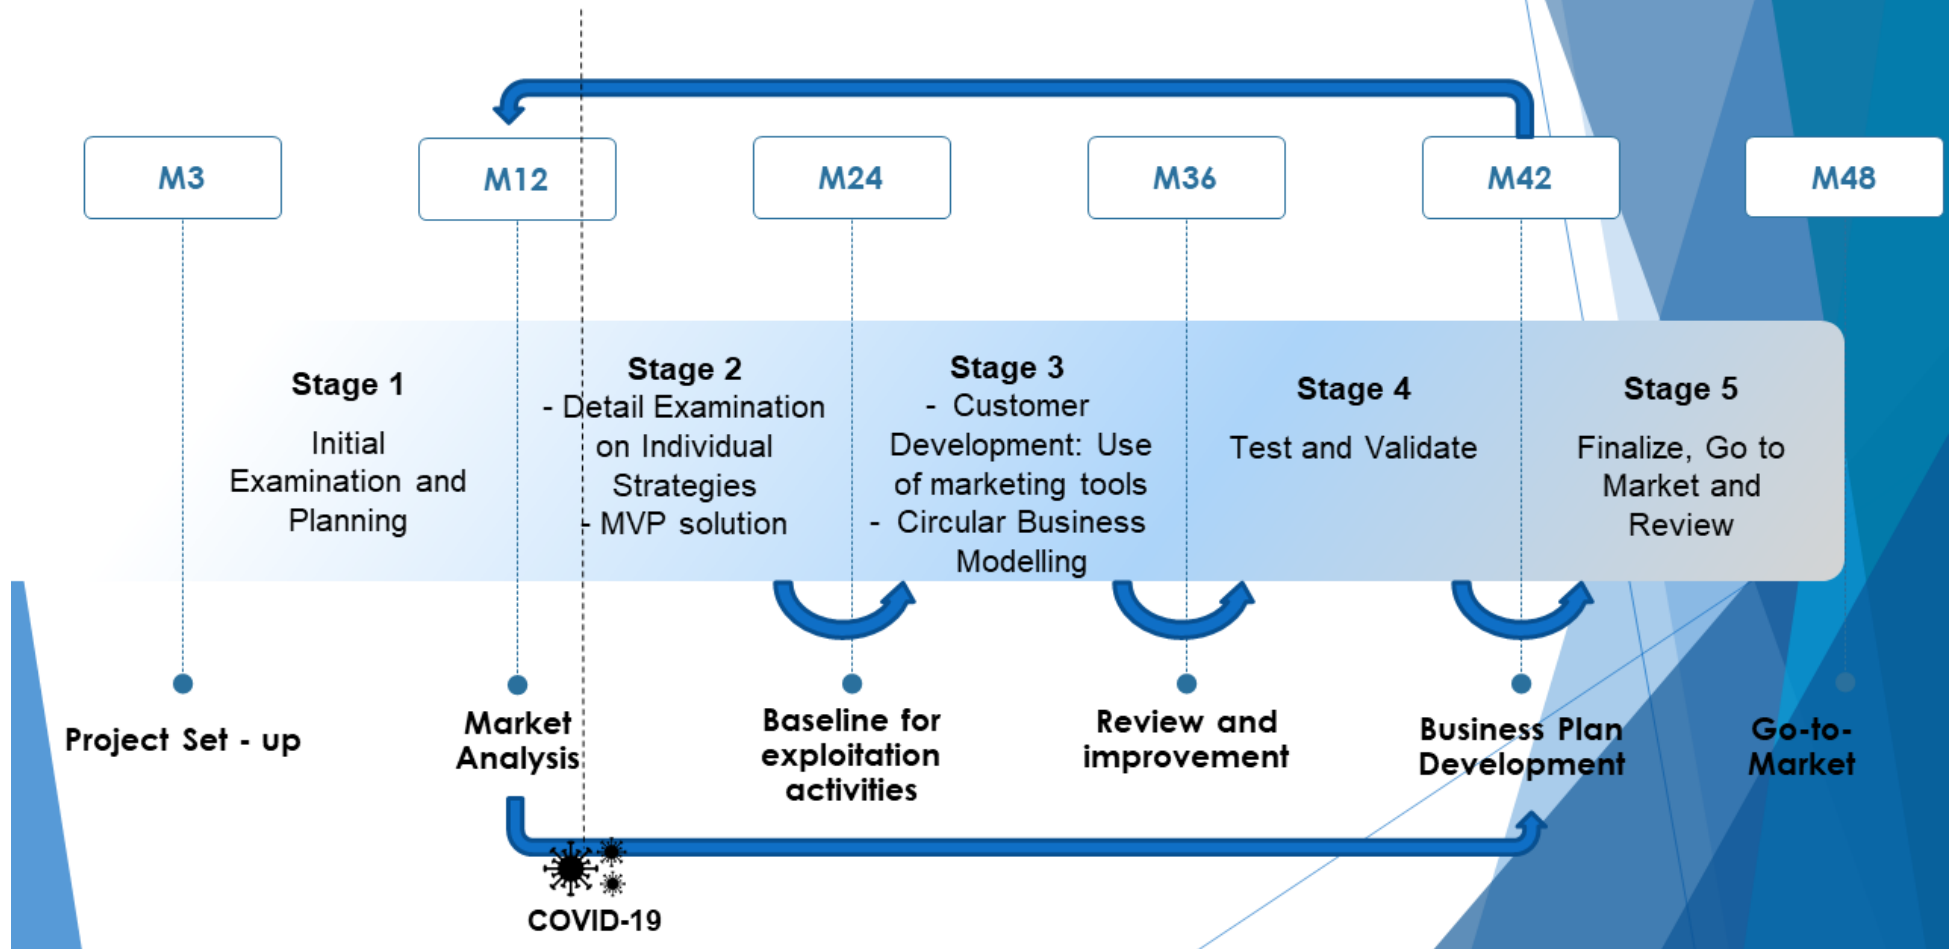 M3
M12
M24
M36
M42
M48
Stage 1
Initial
Examination and
Planning
Stage 2
- Detail Examination
on Individual
Strategies
- MVP solution
Stage 3
- Customer
Development: Use
of marketing tools
- Circular Business
Modelling
Stage 4
Test and Validate
Stage 5
Finalize, Go to
Market and
Review
Project Set - up
Market
Analysis
Baseline for
exploitation
activities
Review and
improvement
Business Plan
Development
Go-to-
Market
COVID-19